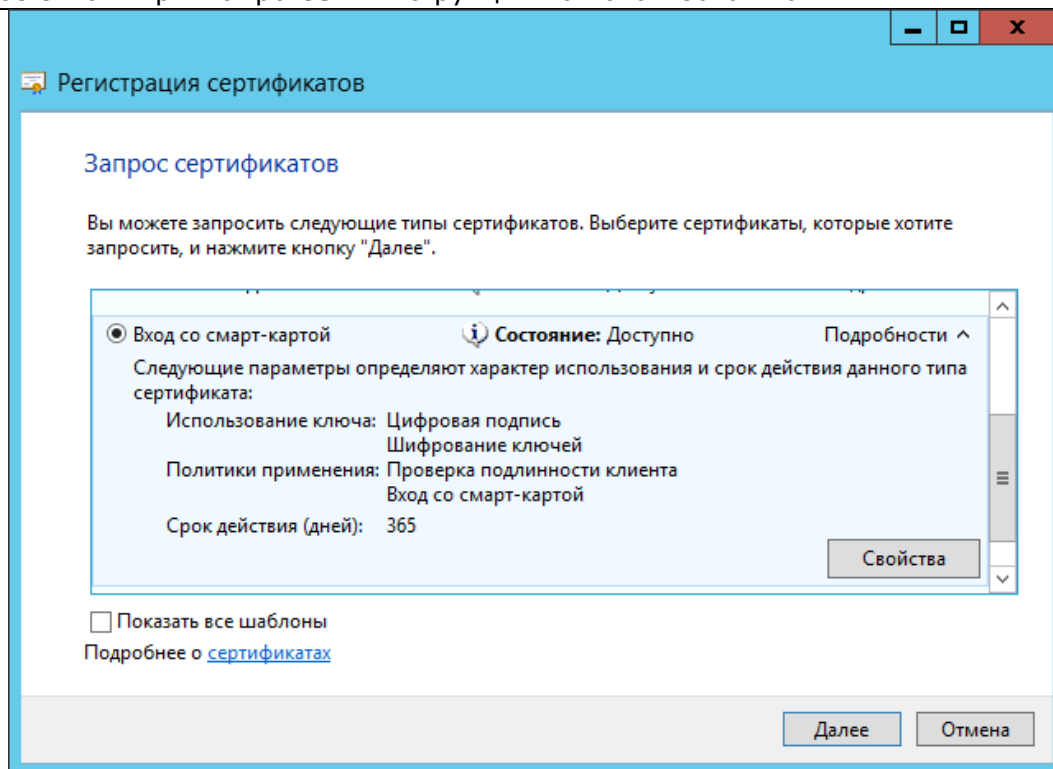 Регистрация сертификатов
Запрос сертификатов
Вы можете запросить следующие типы сертификатов. Выберите сертификаты, которые хотите
запросить, и нажмите кнопку "Далее".
Вход со смарт-картой Состояние: Доступно Подробности
Следующие параметры определяют характер использования и срок действия данного типа
сертификата:
Использование ключа: Цифровая подпись
Шифрование ключей
Политики применения: Проверка подлинности клиента
Вход со смарт-картой
Срок действия (дней): 365
Свойства
Показать все шаблоны
Подробнее о сертификатах
Далее Отмена